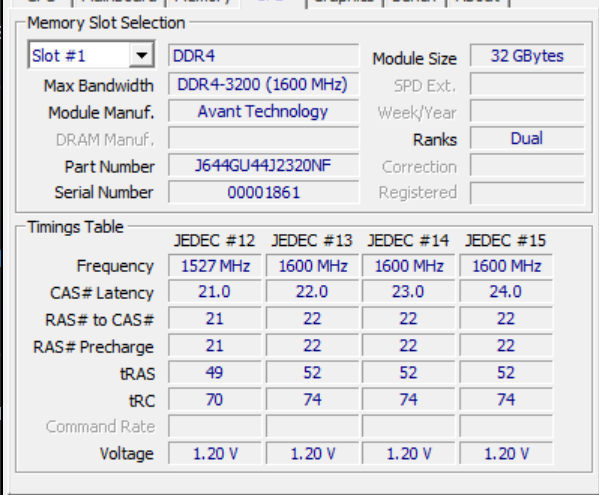 Memory Slot Selection
Slot #1 DDR4 Module Size 32 GBytes
Max Bandwidth DDR4-3200 (1600 MHz) SPD Ext.
Module Manuf. Avant Technology Week/Year
DRAM Manuf. Ranks Dual
Part Number J644GU44J2320NF Correction
Serial Number 00001861 Registered
Timings Table
JEDEC #12 JEDEC #13 JEDEC #14 JEDEC #15
Frequency 1527 MHz 1600 MHz 1600 MHz 1600 MHz
CAS# Latency 21.0 22.0 23.0 24.0
RAS# to CAS# 21 22 22 22
RAS# Precharge 21 22 22 22
tRAS 49 52 52 52
tRC 70 74 74 74
Command Rate
Voltage 1.20 V 1.20 V 1.20 V 1.20 V